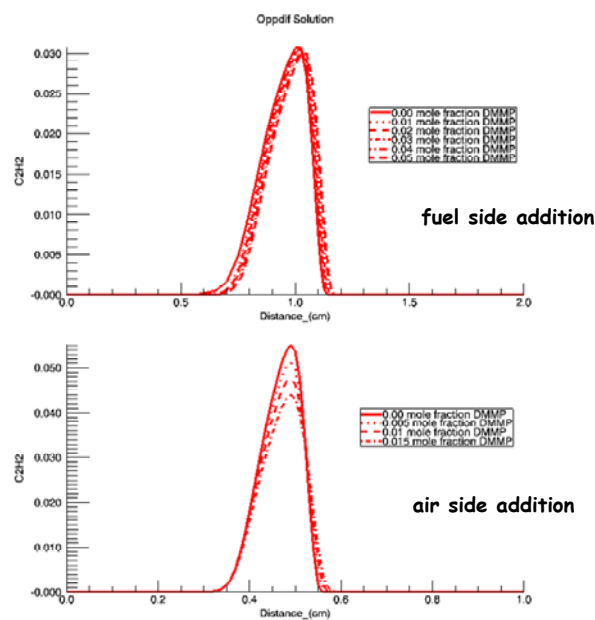 Oppdif Solution
0.030
0.025
0.020
0.015
0.010
0.005
-0.000
C2H2
0.00 mole fraction DMMP
0.01 mole fraction DMMP
0.02 mole fraction DMMP
0.03 mole fraction DMMP
0.04 mole fraction DMMP
0.05 mole fraction DMMP
fuel side addition
0.0 0.5 1.0 1.5 2.0
Distance_(cm)
0.050
0.040
0.030
0.020
0.010
-0.000
C2H2
0.00 mole fraction DMMP
0.005 mole fraction DMMP
0.01 mole fraction DMMP
0.015 mole fraction DMMP
air side addition
0.0 0.2 0.4 0.6 0.8 1.0
Distance_(cm)